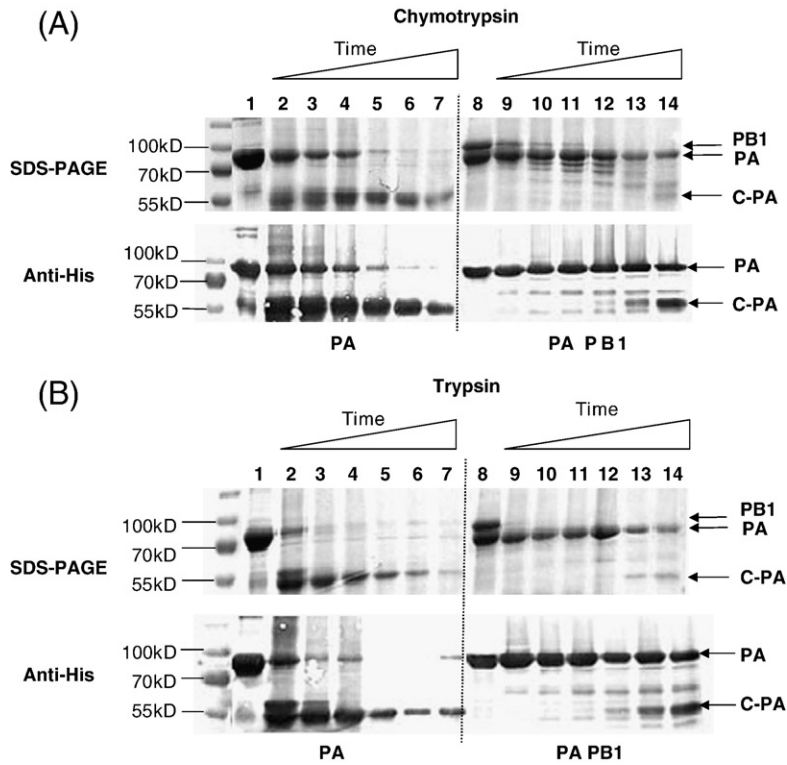 (A)
Chymotrypsin
Time
Time
1 2 3 4 5 6 7 8 9 10 11 12 13 14
SDS-PAGE
100kD
70kD
55kD
PB1
PA
C-PA
Anti-His
100kD
70kD
55kD
PA
C-PA
PA
PA PB1
(B)
Trypsin
Time
Time
1 2 3 4 5 6 7 8 9 10 11 12 13 14
SDS-PAGE
100kD
70kD
55kD
PB1
PA
C-PA
Anti-His
100kD
70kD
55kD
PA
C-PA
PA
PA PB1